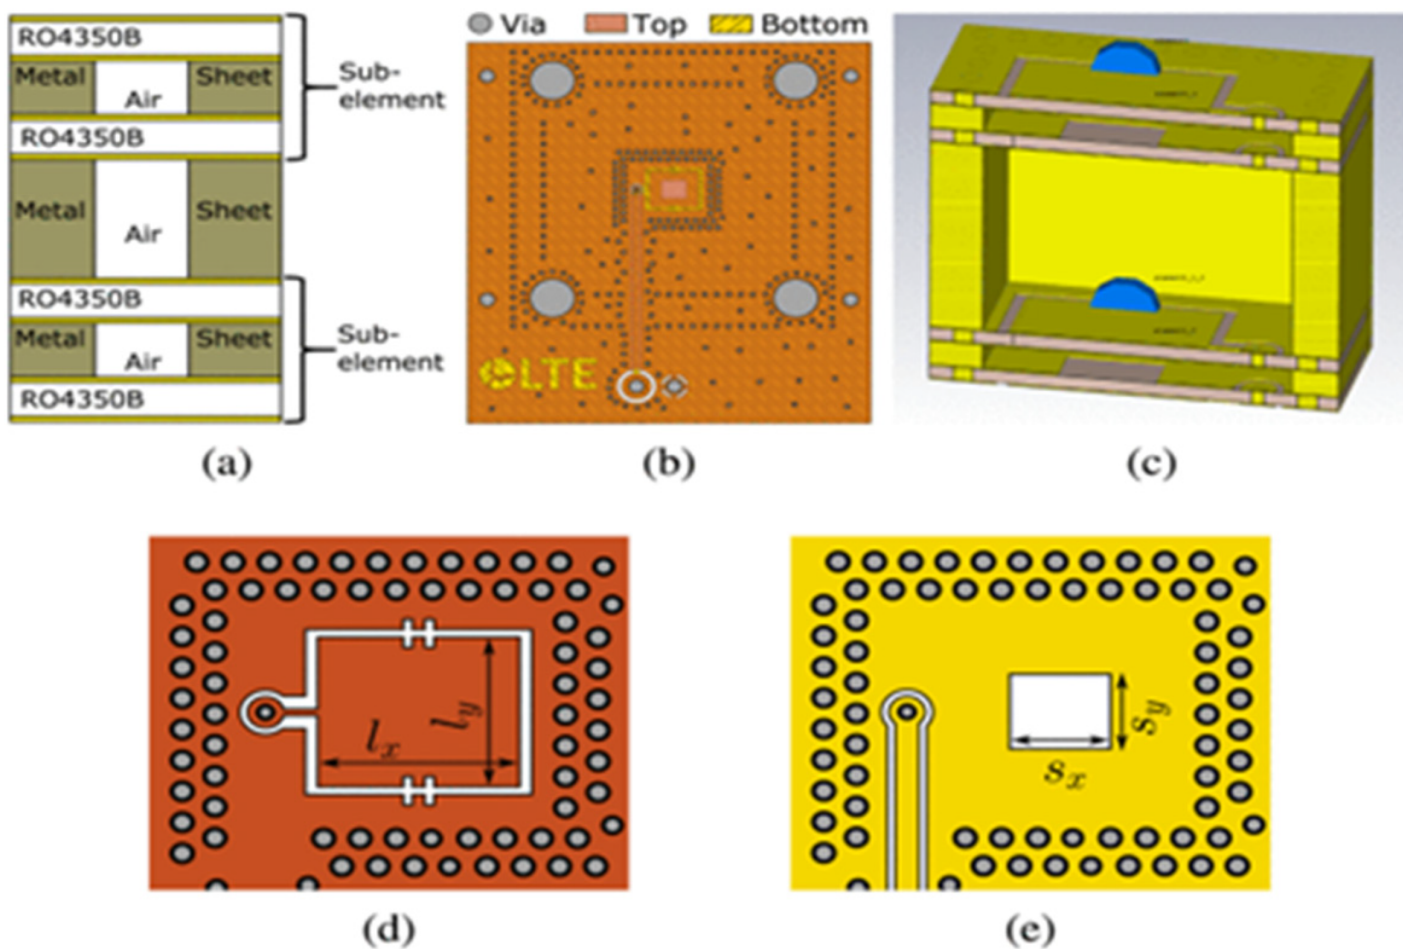 RO4350B
Metal Sheet
Air
RO4350B
Sub-
element
Metal Sheet
Air
RO4350B
Metal Sheet
Air
RO4350B
Sub-
element
(a)
Via Top Bottom
LTE
(b)
(c)
l_x
l_y
(d)
s_x
s_y
(e)